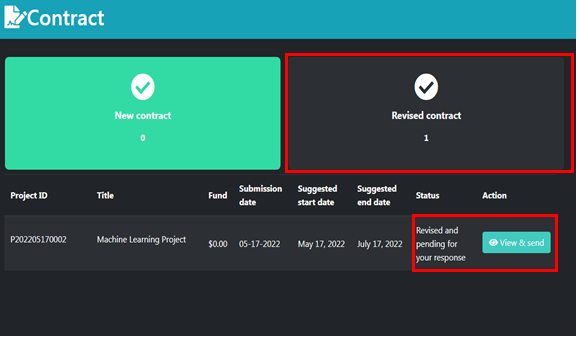 Contract
New contract
0
Revised contract
1
Project ID Title Fund Submission date Suggested start date Suggested end date Status Action
P202205170002 Machine Learning Project $0.00 05-17-2022 May 17, 2022 July 17, 2022 Revised and pending for your response View & send